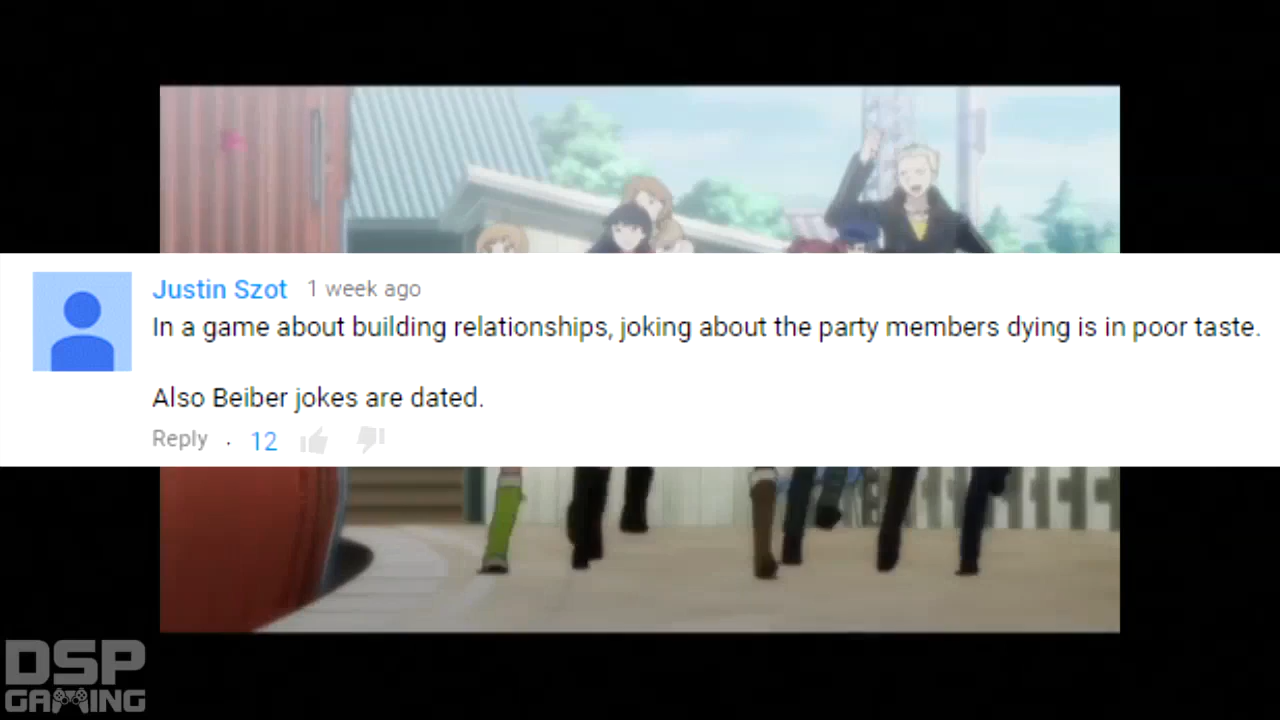 Justin Szot 1 week ago
In a game about building relationships, joking about the party members dying is in poor taste.
Also Beiber jokes are dated.
Reply · 12
DSP
GAMING